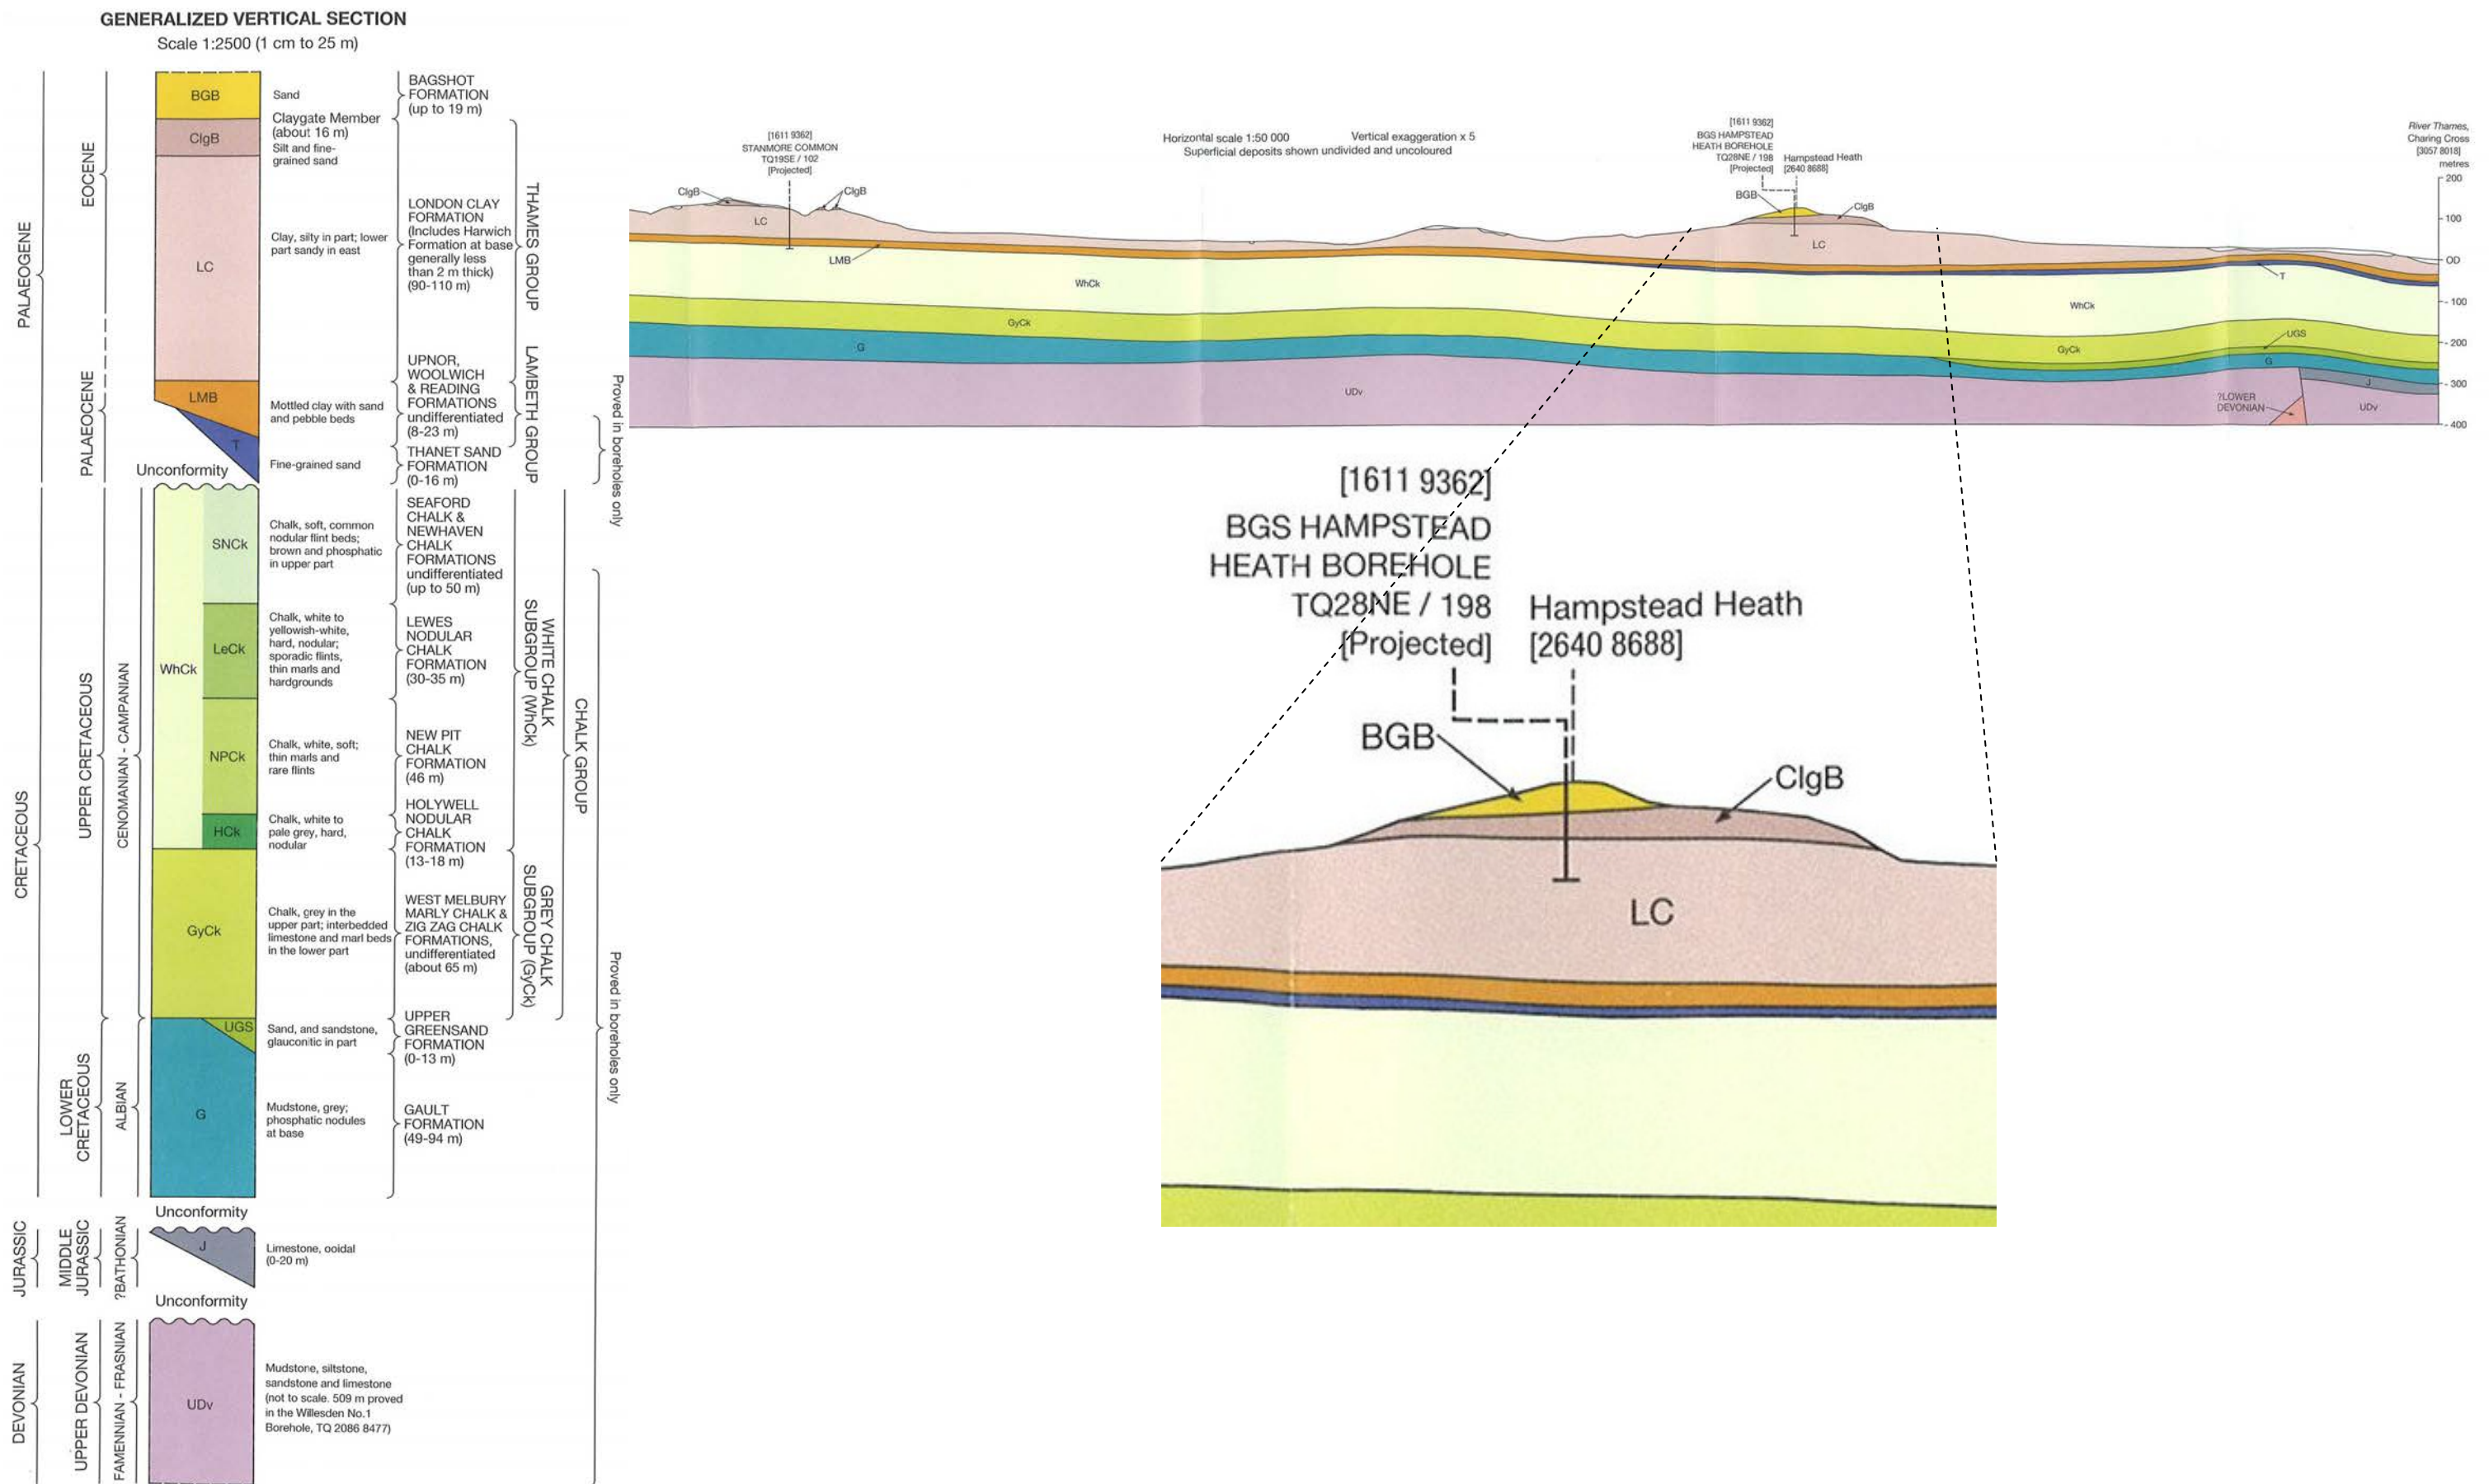 GENERALIZED VERTICAL SECTION
Scale 1:2500 (1 cm to 25 m)
PALAEOGENE
EOCENE
PALAEOCENE
BGB
Sand
BAGSHOT
FORMATION
(up to 19 m)
ClgB
Claygate Member
(about 16 m)
Silt and fine-
grained sand
LC
Clay, silty in part; lower
part sandy in east
LONDON CLAY
FORMATION
(Includes Harwich
Formation at base
generally less
than 2 m thick)
(90-110 m)
THAMES GROUP
LMB
Mottled clay with sand
and pebble beds
UPNOR,
WOOLWICH
& READING
FORMATIONS
undifferentiated
(8-23 m)
LAMBETH GROUP
T
Fine-grained sand
THANET SAND
FORMATION
(0-16 m)
Proved in boreholes only
Unconformity
CRETACEOUS
UPPER CRETACEOUS
CENOMANIAN - CAMPANIAN
WhCk
SNCk
Chalk, soft, common
nodular flint beds;
brown and phosphatic
in upper part
SEAFORD
CHALK &
NEWHAVEN
CHALK
FORMATIONS
undifferentiated
(up to 50 m)
LeCk
Chalk, white to
yellowish-white,
hard, nodular;
sporadic flints,
thin marls and
hardgrounds
LEWES
NODULAR
CHALK
FORMATION
(30-35 m)
NPCk
Chalk, white, soft;
thin marls and
rare flints
NEW PIT
CHALK
FORMATION
(46 m)
HCk
Chalk, white to
pale grey, hard,
nodular
HOLYWELL
NODULAR
CHALK
FORMATION
(13-18 m)
WHITE CHALK
SUBGROUP (WhCk)
CHALK GROUP
GyCk
Chalk, grey in the
upper part; interbedded
limestone and marl beds
in the lower part
WEST MELBURY
MARLY CHALK &
ZIG ZAG CHALK
FORMATIONS,
undifferentiated
(about 65 m)
GREY CHALK
SUBGROUP (GyCk)
LOWER
CRETACEOUS
ALBIAN
UGS
Sand, and sandstone,
glauconitic in part
UPPER
GREENSAND
FORMATION
(0-13 m)
G
Mudstone, grey;
phosphatic nodules
at base
GAULT
FORMATION
(49-94 m)
Proved in boreholes only
Unconformity
JURASSIC
MIDDLE
JURASSIC
?BATHONIAN
J
Limestone, ooidal
(0-20 m)
Unconformity
DEVONIAN
UPPER DEVONIAN
FAMENNIAN - FRASNIAN
UDv
Mudstone, siltstone,
sandstone and limestone
(not to scale. 509 m proved
in the Willesden No.1
Borehole, TQ 2086 8477)
[1611 9362]
STANMORE COMMON
TQ19SE / 102
[Projected]
ClgB
ClgB
LC
LMB
Horizontal scale 1:50 000
Vertical exaggeration x 5
Superficial deposits shown undivided and uncoloured
[1611 9362]
BGS HAMPSTEAD
HEATH BOREHOLE
TQ28NE / 198
[Projected]
Hampstead Heath
[2640 8688]
BGB
ClgB
LC
River Thames,
Charing Cross
[3057 8018]
metres
200
100
OD
- 100
- 200
- 300
- 400
WhCk
GyCk
G
UDv
T
WhCk
UGS
GyCk
G
J
?LOWER
DEVONIAN
UDv
[1611 9362]
BGS HAMPSTEAD
HEATH BOREHOLE
TQ28NE / 198
[Projected]
Hampstead Heath
[2640 8688]
BGB
ClgB
LC